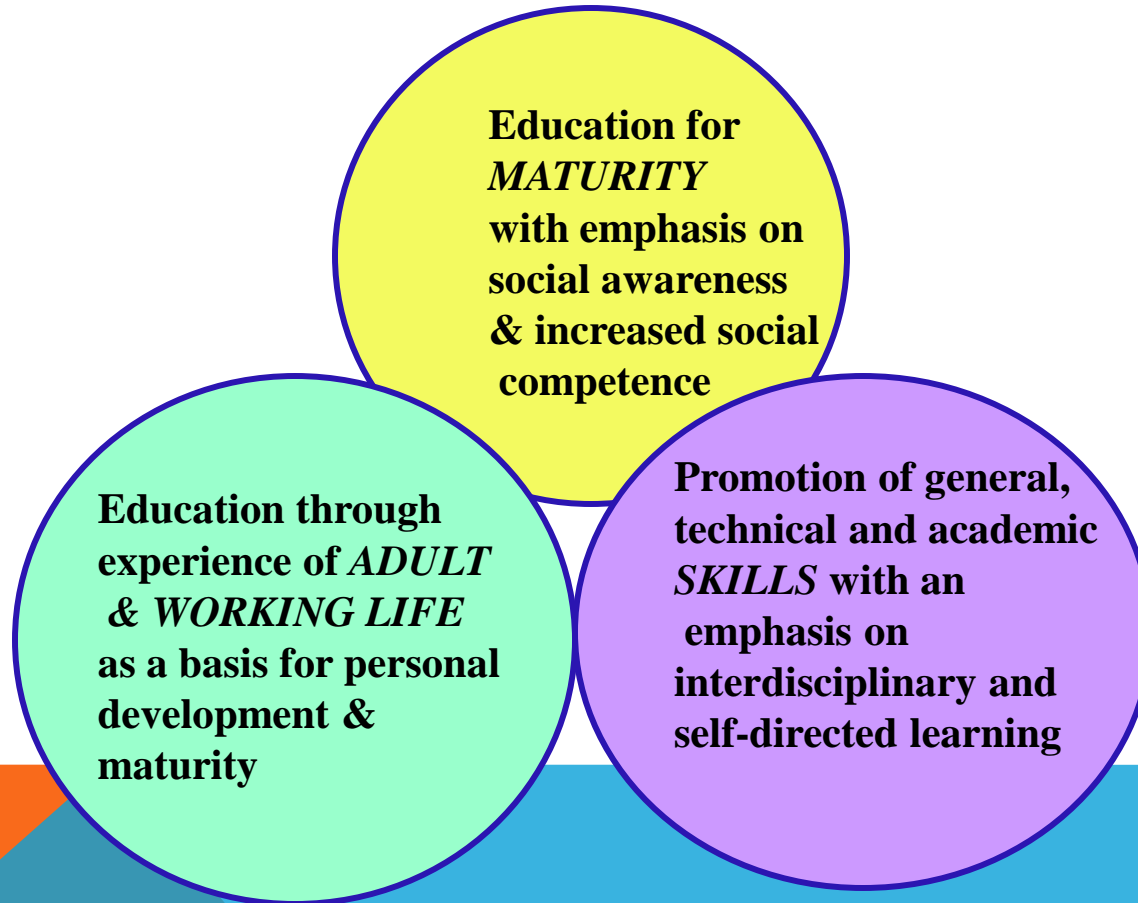 Education for
MATURITY
with emphasis on
social awareness
& increased social
competence
Education through
experience of ADULT
& WORKING LIFE
as a basis for personal
development &
maturity
Promotion of general,
technical and academic
SKILLS with an
emphasis on
interdisciplinary and
self-directed learning